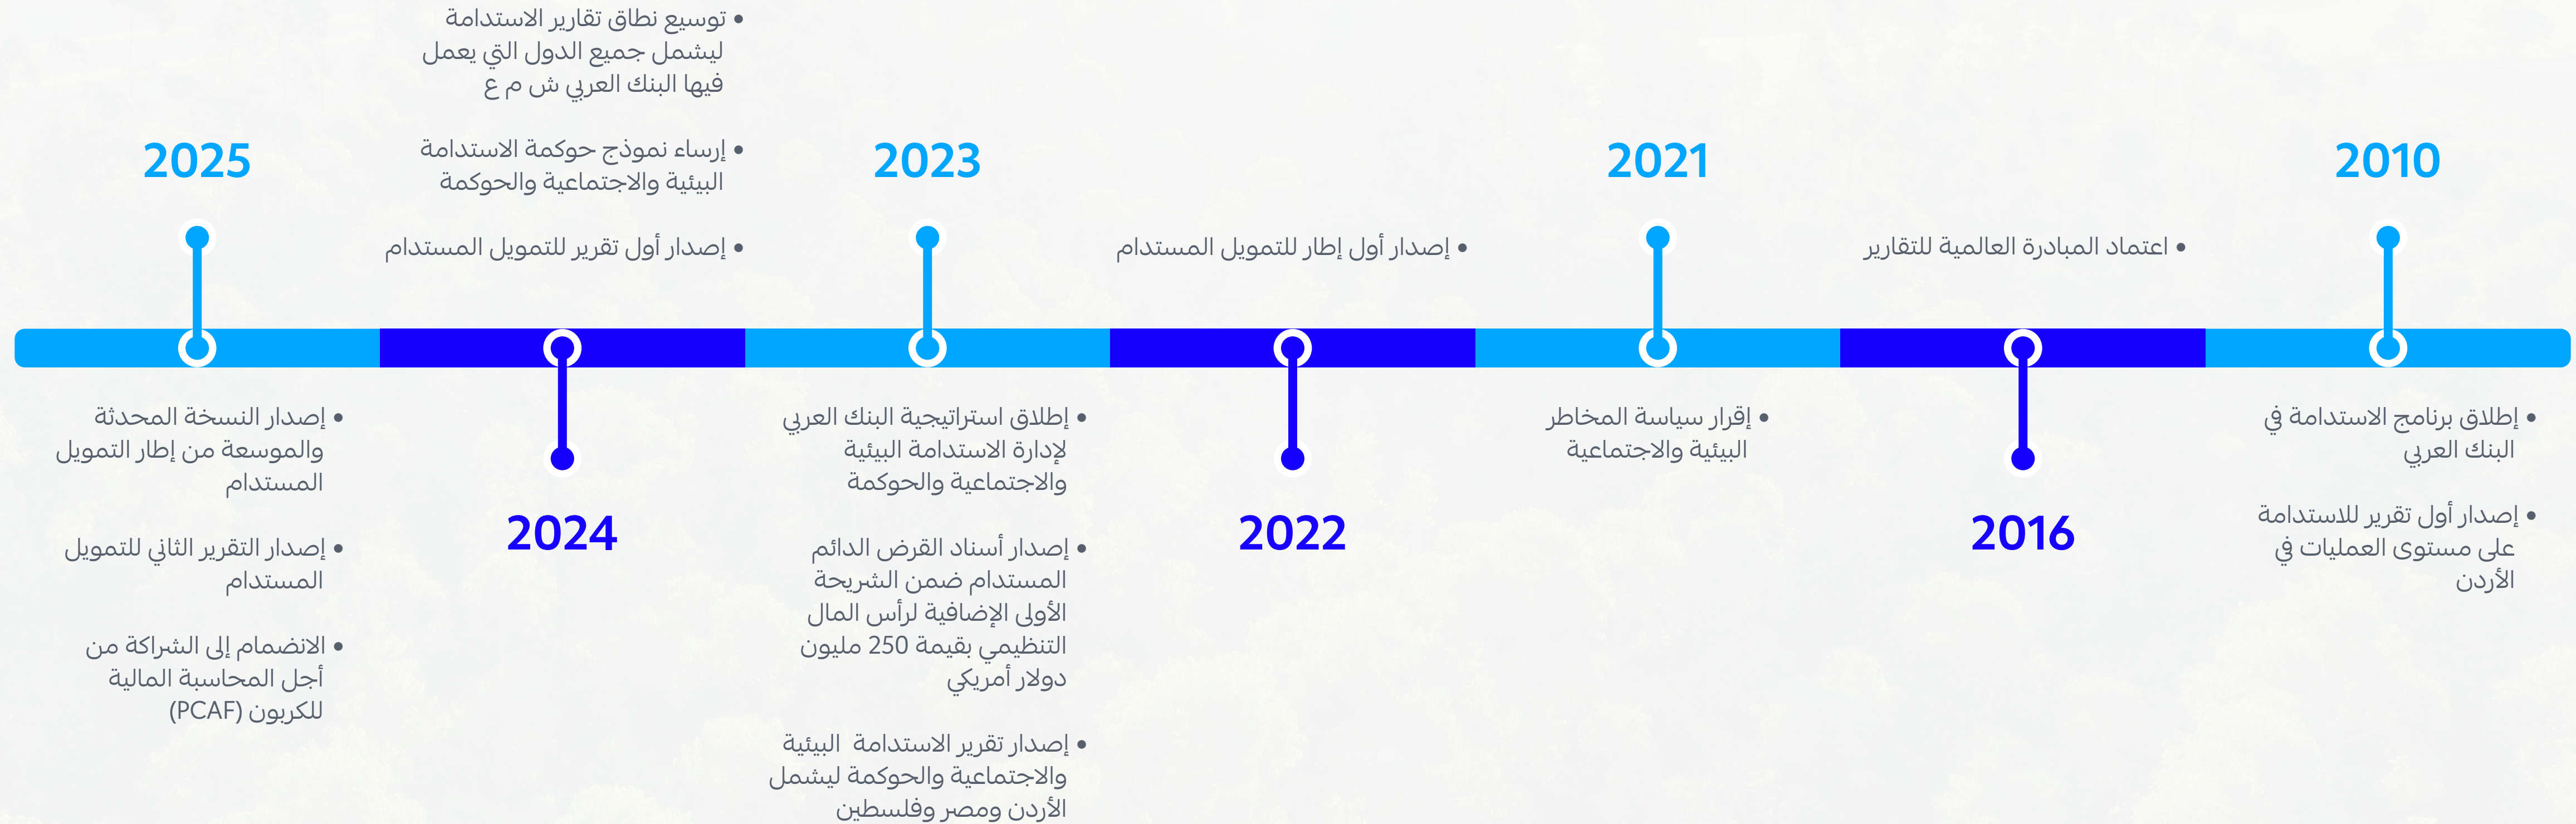 2010
• إطلاق برنامج الاستدامة في
البنك العربي
• إصدار أول تقرير للاستدامة
على مستوى العمليات في
الأردن
• اعتماد المبادرة العالمية للتقارير
2016
2021
• إقرار سياسة المخاطر
البيئية والاجتماعية
• إصدار أول إطار للتمويل المستدام
2022
2023
• إطلاق استراتيجية البنك العربي
لإدارة الاستدامة البيئية
والاجتماعية والحوكمة
• إصدار أسناد القرض الدائم
المستدام ضمن الشريحة
الأولى الإضافية لرأس المال
التنظيمي بقيمة 250 مليون
دولار أمريكي
• إصدار تقرير الاستدامة البيئية
والاجتماعية والحوكمة ليشمل
الأردن ومصر وفلسطين
• توسيع نطاق تقارير الاستدامة
ليشمل جميع الدول التي يعمل
فيها البنك العربي ش م ع
• إرساء نموذج حوكمة الاستدامة
البيئية والاجتماعية والحوكمة
• إصدار أول تقرير للتمويل المستدام
2024
2025
• إصدار النسخة المحدثة
والموسعة من إطار التمويل
المستدام
• إصدار التقرير الثاني للتمويل
المستدام
• الانضمام إلى الشراكة من
أجل المحاسبة المالية
للكربون (PCAF)